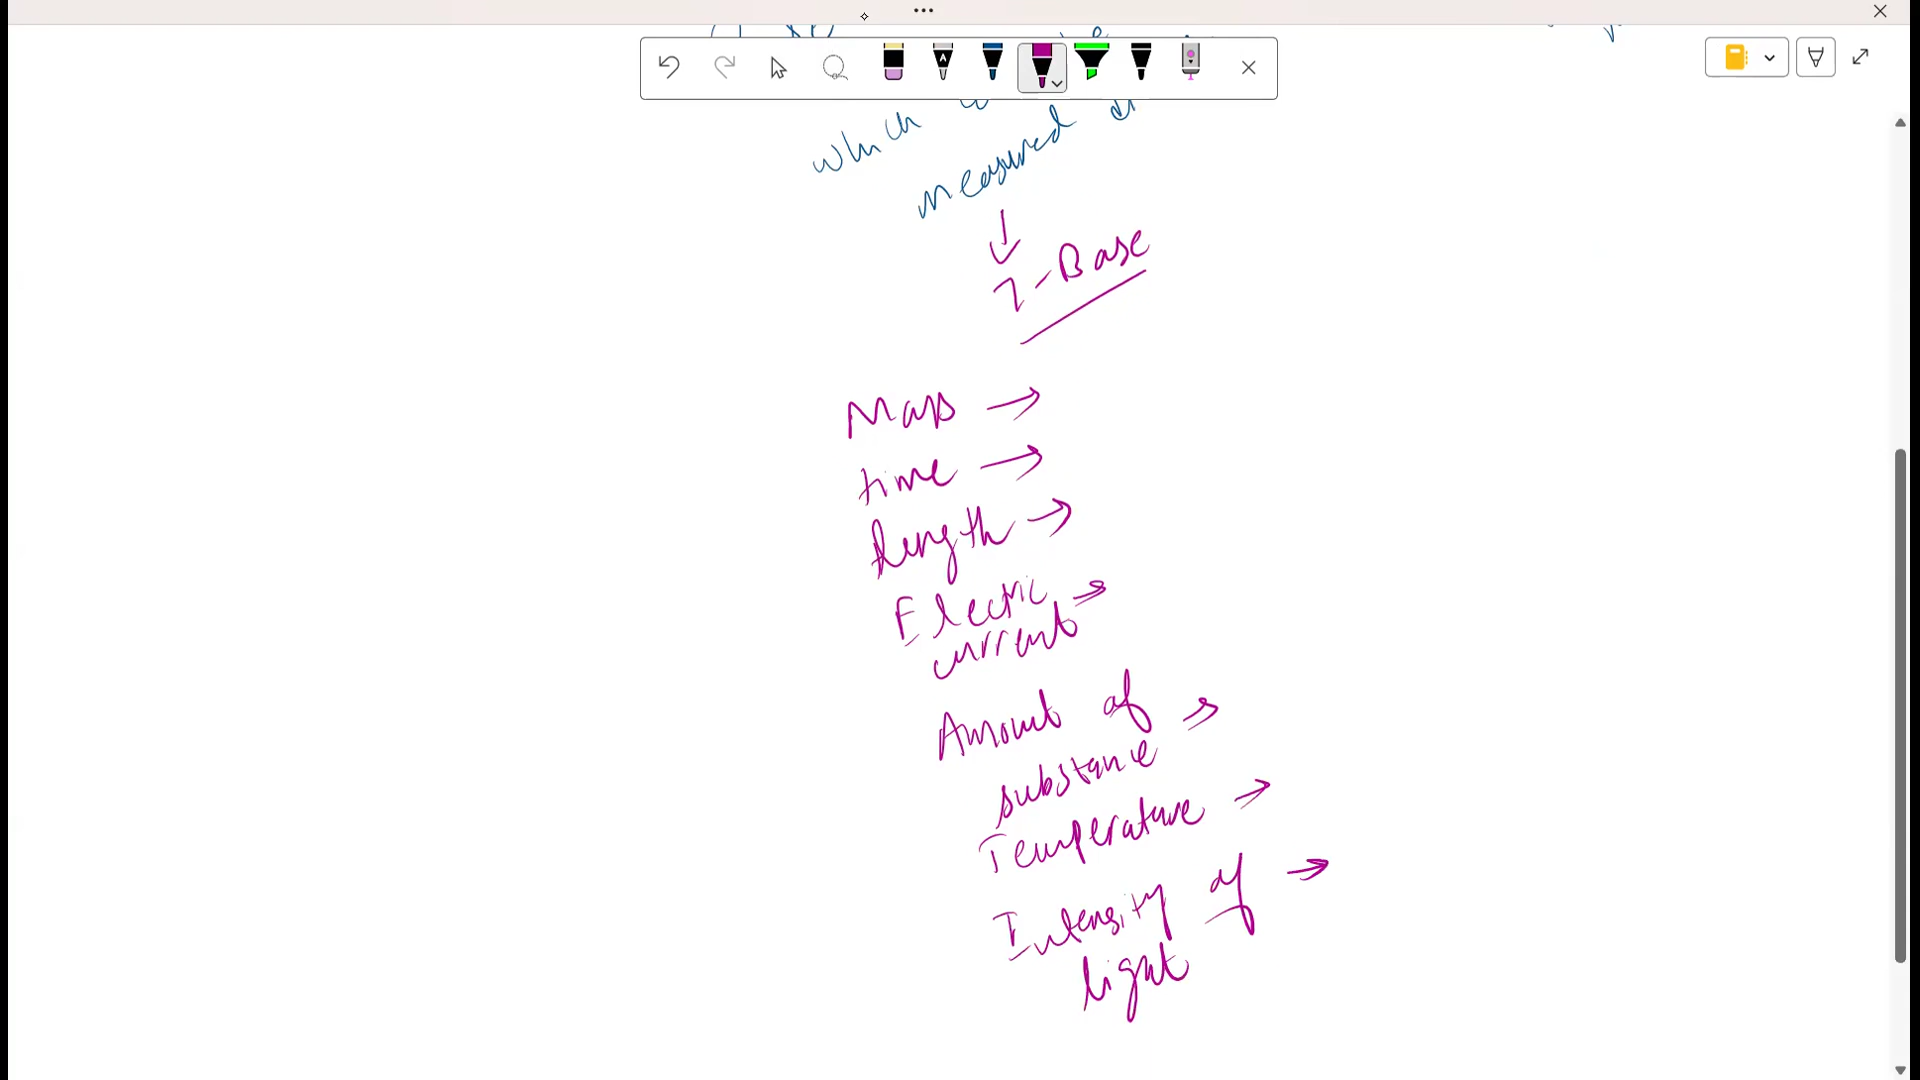 which
measured
7-Base
Mass →
time →
length →
Electric →
current
Amount of →
substance
Temperature →
Intensity of →
light